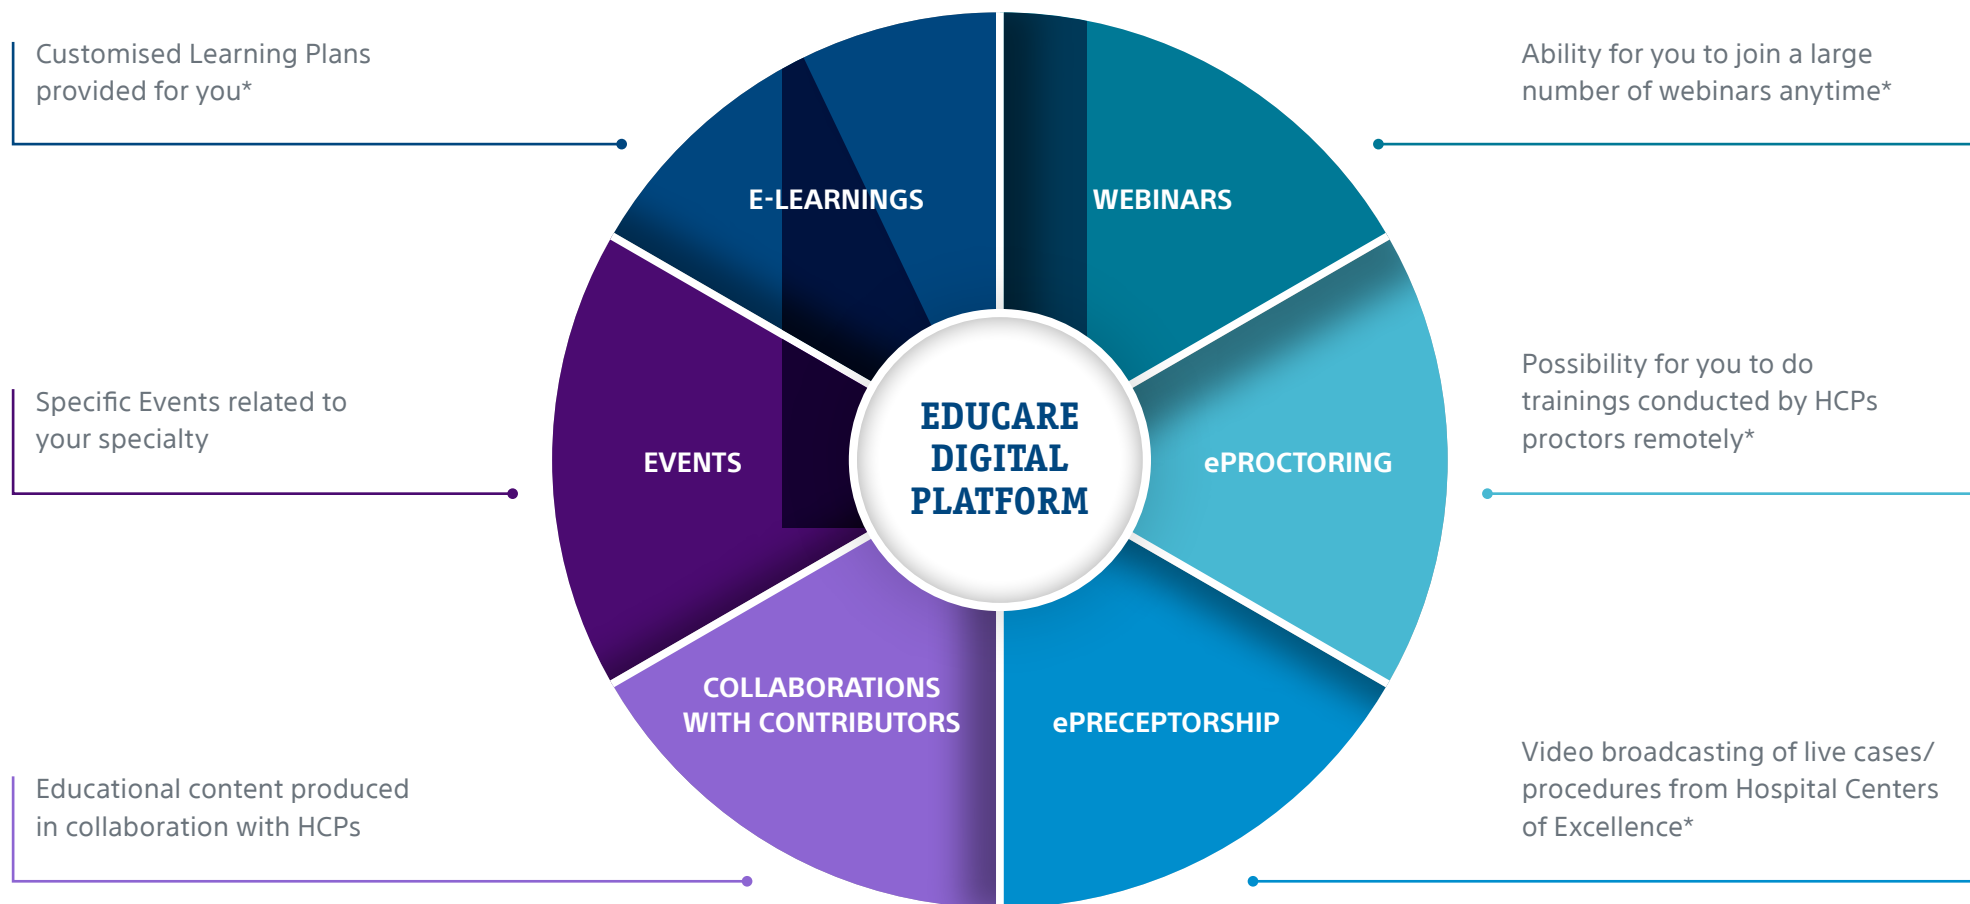 Customised Learning Plans
provided for you*
Specific Events related to
your specialty
Educational content produced
in collaboration with HCPs
E-LEARNINGS
WEBINARS
EVENTS
EDUCARE
DIGITAL
PLATFORM
ePROCTORING
COLLABORATIONS
WITH CONTRIBUTORS
ePRECEPTORSHIP
Ability for you to join a large
number of webinars anytime*
Possibility for you to do
trainings conducted by HCPs
proctors remotely*
Video broadcasting of live cases/
procedures from Hospital Centers
of Excellence*